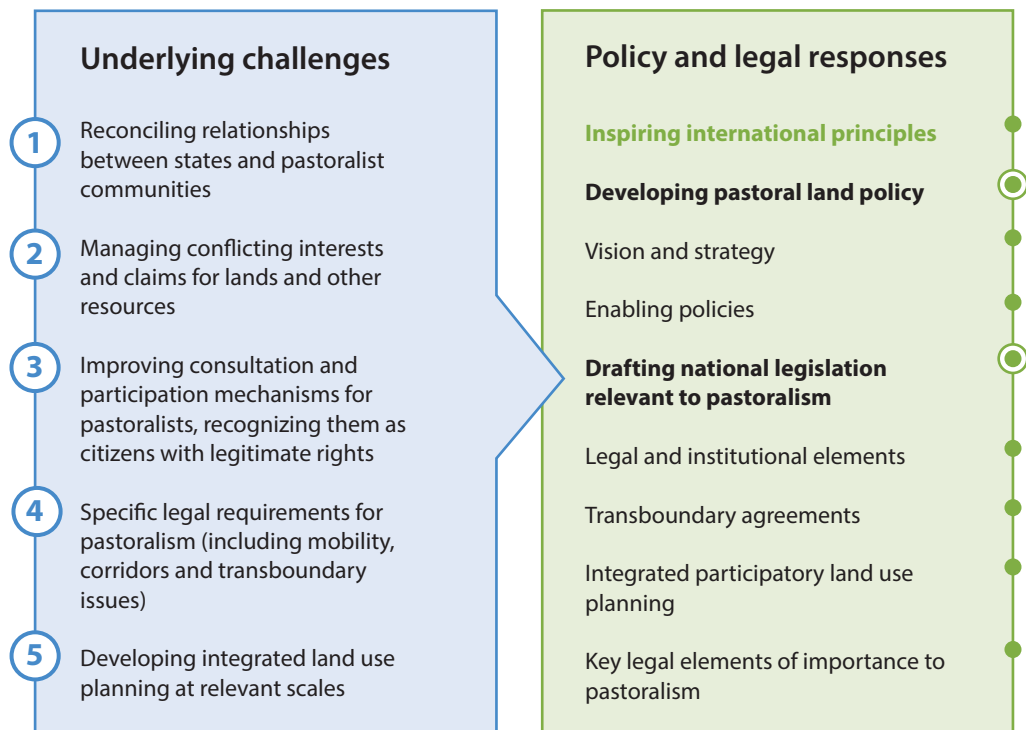 Underlying challenges
1
Reconciling relationships
between states and pastoralist
communities
2
Managing conflicting interests
and claims for lands and other
resources
3
Improving consultation and
participation mechanisms for
pastoralists, recognizing them as
citizens with legitimate rights
4
Specific legal requirements for
pastoralism (including mobility,
corridors and transboundary
issues)
5
Developing integrated land use
planning at relevant scales
Policy and legal responses
Inspiring international principles
Developing pastoral land policy
Vision and strategy
Enabling policies
Drafting national legislation
relevant to pastoralism
Legal and institutional elements
Transboundary agreements
Integrated participatory land use
planning
Key legal elements of importance to
pastoralism